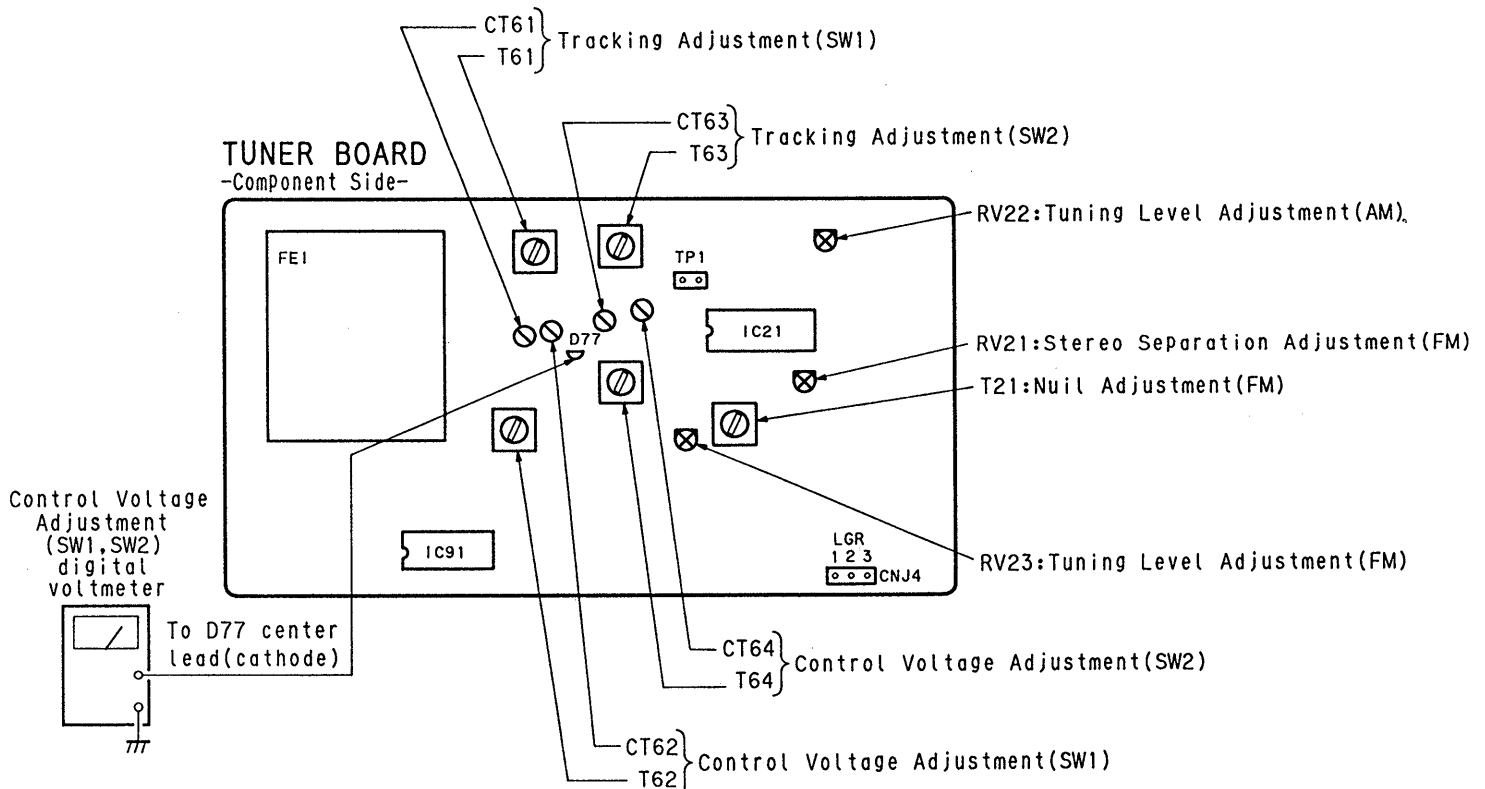 CT61
T61
Tracking Adjustment(SW1)
CT63
T63
Tracking Adjustment(SW2)
TUNER BOARD
-Component Side-
RV22:Tuning Level Adjustment(AM)
FE1
TP1
IC21
D77
RV21:Stereo Separation Adjustment(FM)
T21:Nuil Adjustment(FM)
Control Voltage
Adjustment
(SW1,SW2)
digital
voltmeter
IC91
LGR
123
CNJ4
RV23:Tuning Level Adjustment(FM)
To D77 center
lead(cathode)
CT64
T64
Control Voltage Adjustment(SW2)
CT62
T62
Control Voltage Adjustment(SW1)